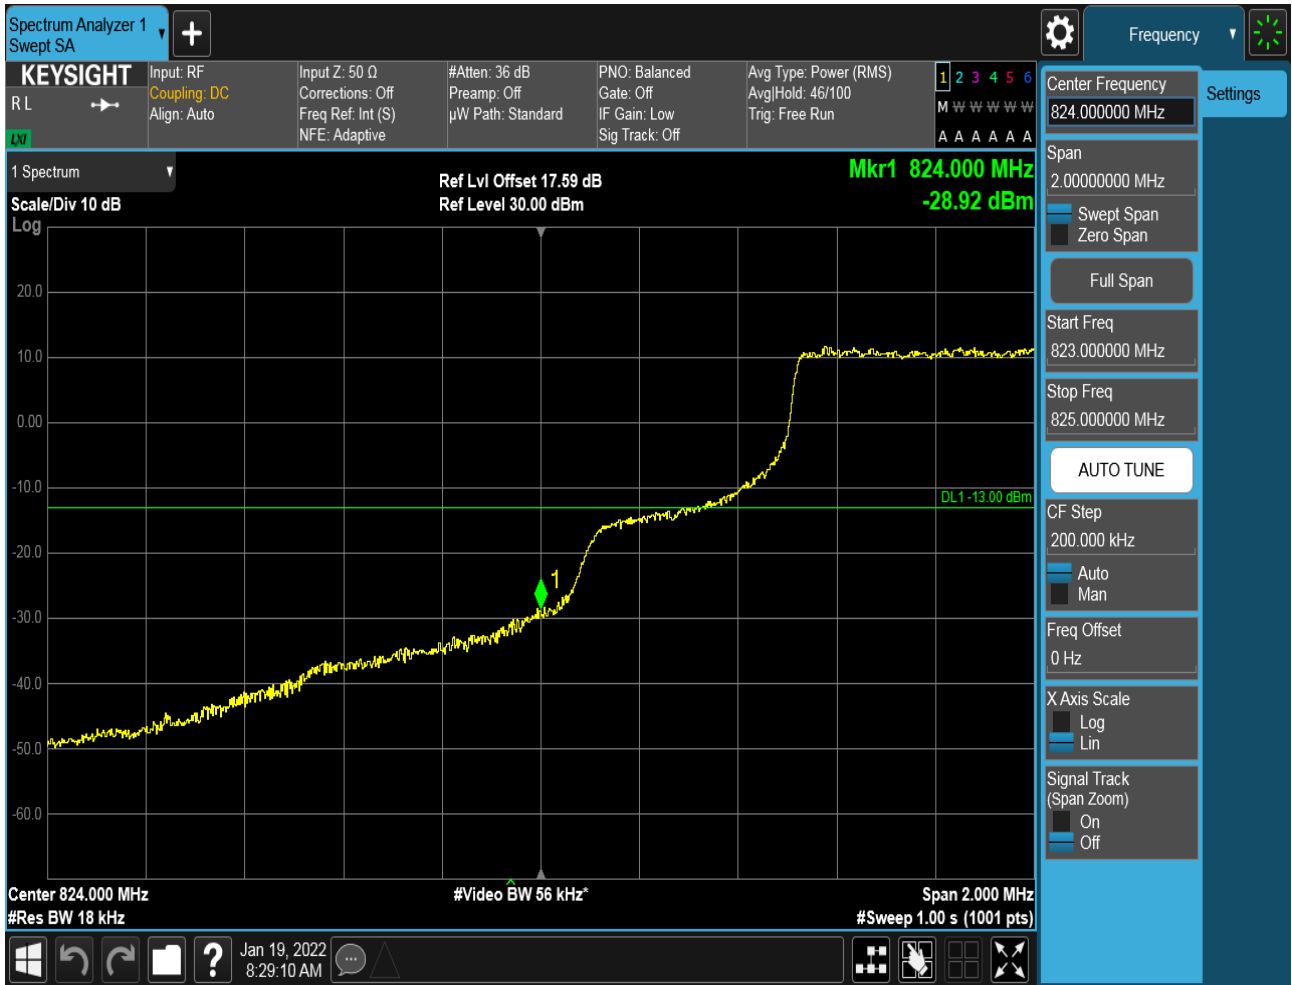 Spectrum Analyzer 1
Swept SA
Frequency
KEYSIGHT
R L
LXI
Input: RF
Coupling: DC
Align: Auto
Input Z: 50 Ω
Corrections: Off
Freq Ref: Int (S)
NFE: Adaptive
#Atten: 36 dB
Preamp: Off
µW Path: Standard
PNO: Balanced
Gate: Off
IF Gain: Low
Sig Track: Off
Avg Type: Power (RMS)
Avg|Hold: 46/100
Trig: Free Run
1 2 3 4 5 6
M W W W W W
A A A A A A
1 Spectrum
Scale/Div 10 dB
Log
Ref Lvl Offset 17.59 dB
Ref Level 30.00 dBm
Mkr1 824.000 MHz
-28.92 dBm
20.0
10.0
0.00
-10.0
-20.0
-30.0
-40.0
-50.0
-60.0
DL1 -13.00 dBm
1
Center 824.000 MHz
#Res BW 18 kHz
#Video BW 56 kHz*
Span 2.000 MHz
#Sweep 1.00 s (1001 pts)
?
Jan 19, 2022
8:29:10 AM
Center Frequency
824.000000 MHz
Settings
Span
2.00000000 MHz
Swept Span
Zero Span
Full Span
Start Freq
823.000000 MHz
Stop Freq
825.000000 MHz
AUTO TUNE
CF Step
200.000 kHz
Auto
Man
Freq Offset
0 Hz
X Axis Scale
Log
Lin
Signal Track
(Span Zoom)
On
Off